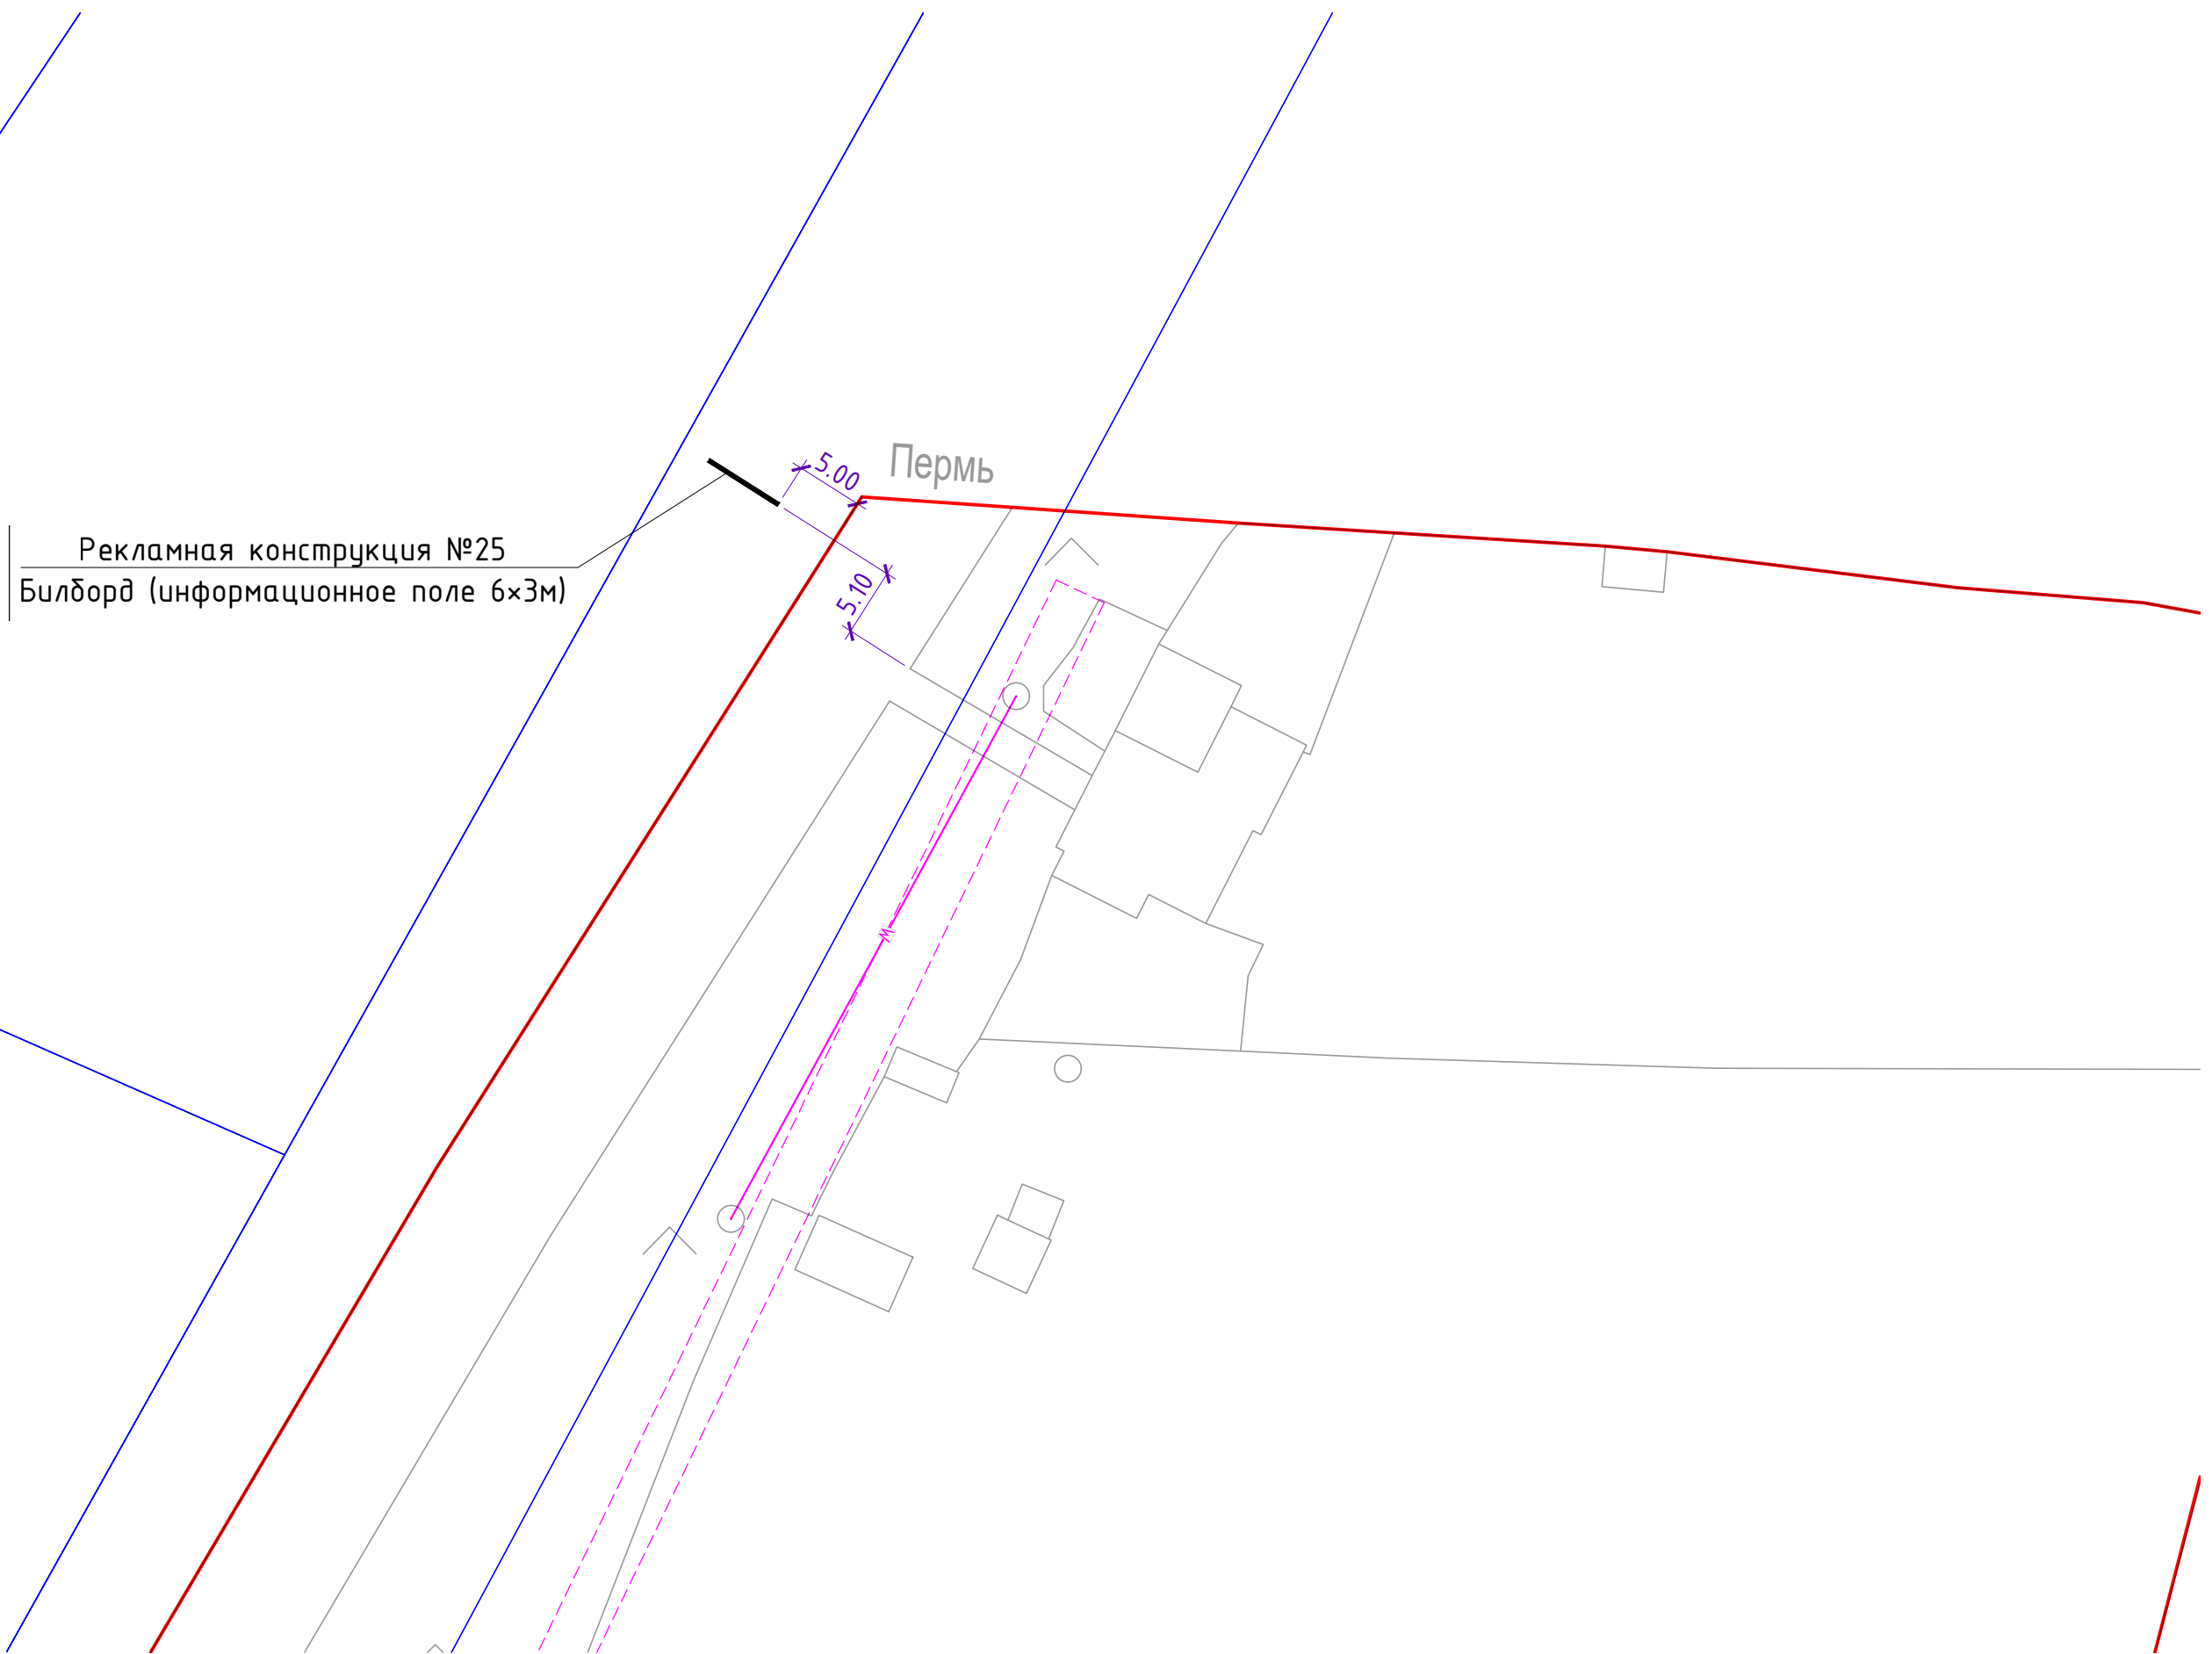 Пермь
5.00
Рекламная конструкция №25
Билборд (информационное поле 6×3м)
5.10
М